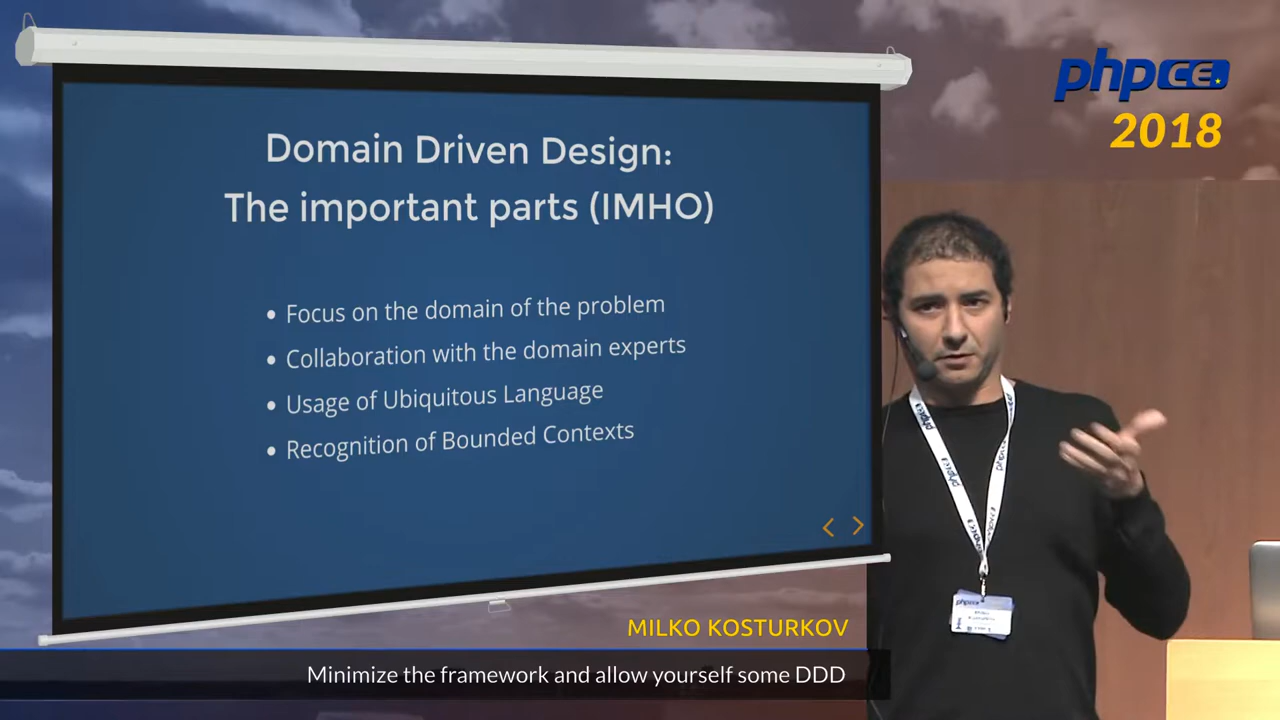 phpce
2018
Domain Driven Design:
The important parts (IMHO)
• Focus on the domain of the problem
• Collaboration with the domain experts
• Usage of Ubiquitous Language
• Recognition of Bounded Contexts
< >
phpce
phpce
MILKO KOSTURKOV
Minimize the framework and allow yourself some DDD